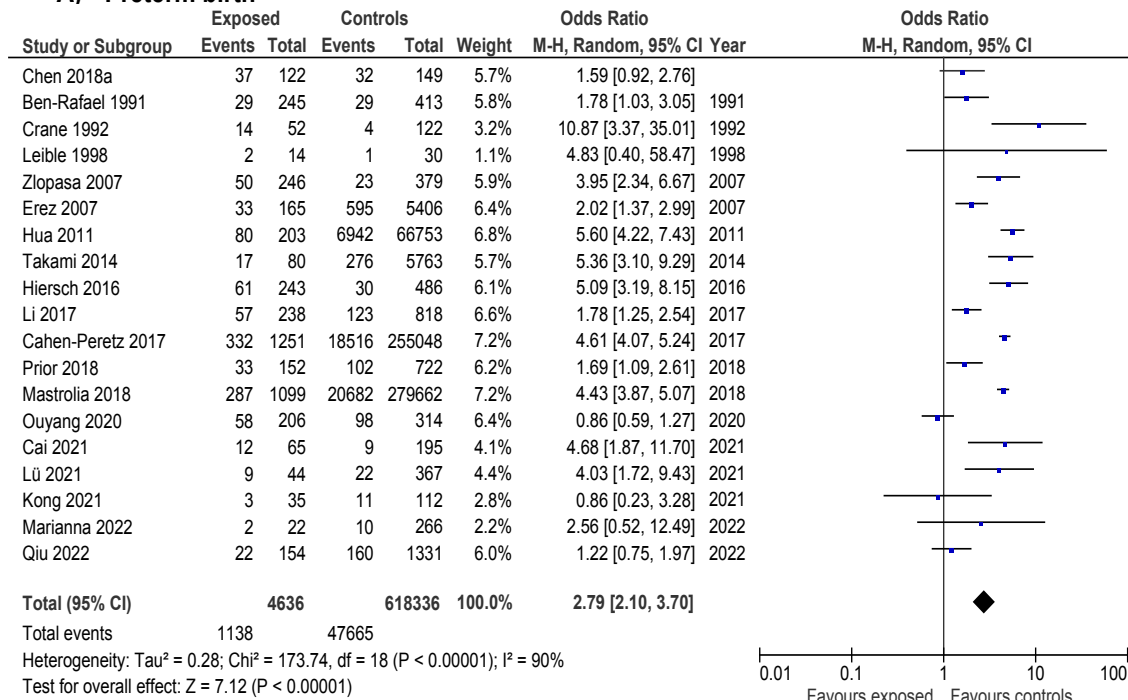 A) Preterm birth
Exposed Controls Odds Ratio Odds Ratio
Study or Subgroup Events Total Events Total Weight M-H, Random, 95% CI Year M-H, Random, 95% CI
Chen 2018a 37 122 32 149 5.7% 1.59 [0.92, 2.76]
Ben-Rafael 1991 29 245 29 413 5.8% 1.78 [1.03, 3.05] 1991
Crane 1992 14 52 4 122 3.2% 10.87 [3.37, 35.01] 1992
Leible 1998 2 14 1 30 1.1% 4.83 [0.40, 58.47] 1998
Zlopasa 2007 50 246 23 379 5.9% 3.95 [2.34, 6.67] 2007
Erez 2007 33 165 595 5406 6.4% 2.02 [1.37, 2.99] 2007
Hua 2011 80 203 6942 66753 6.8% 5.60 [4.22, 7.43] 2011
Takami 2014 17 80 276 5763 5.7% 5.36 [3.10, 9.29] 2014
Hiersch 2016 61 243 30 486 6.1% 5.09 [3.19, 8.15] 2016
Li 2017 57 238 123 818 6.6% 1.78 [1.25, 2.54] 2017
Cahen-Peretz 2017 332 1251 18516 255048 7.2% 4.61 [4.07, 5.24] 2017
Prior 2018 33 152 102 722 6.2% 1.69 [1.09, 2.61] 2018
Mastrolia 2018 287 1099 20682 279662 7.2% 4.43 [3.87, 5.07] 2018
Ouyang 2020 58 206 98 314 6.4% 0.86 [0.59, 1.27] 2020
Cai 2021 12 65 9 195 4.1% 4.68 [1.87, 11.70] 2021
Lü 2021 9 44 22 367 4.4% 4.03 [1.72, 9.43] 2021
Kong 2021 3 35 11 112 2.8% 0.86 [0.23, 3.28] 2021
Marianna 2022 2 22 10 266 2.2% 2.56 [0.52, 12.49] 2022
Qiu 2022 22 154 160 1331 6.0% 1.22 [0.75, 1.97] 2022
Total (95% CI) 4636 618336 100.0% 2.79 [2.10, 3.70]
Total events 1138 47665
Heterogeneity: Tau² = 0.28; Chi² = 173.74, df = 18 (P < 0.00001); I² = 90%
Test for overall effect: Z = 7.12 (P < 0.00001)
0.01 0.1 1 10 100
Favours exposed Favours controls